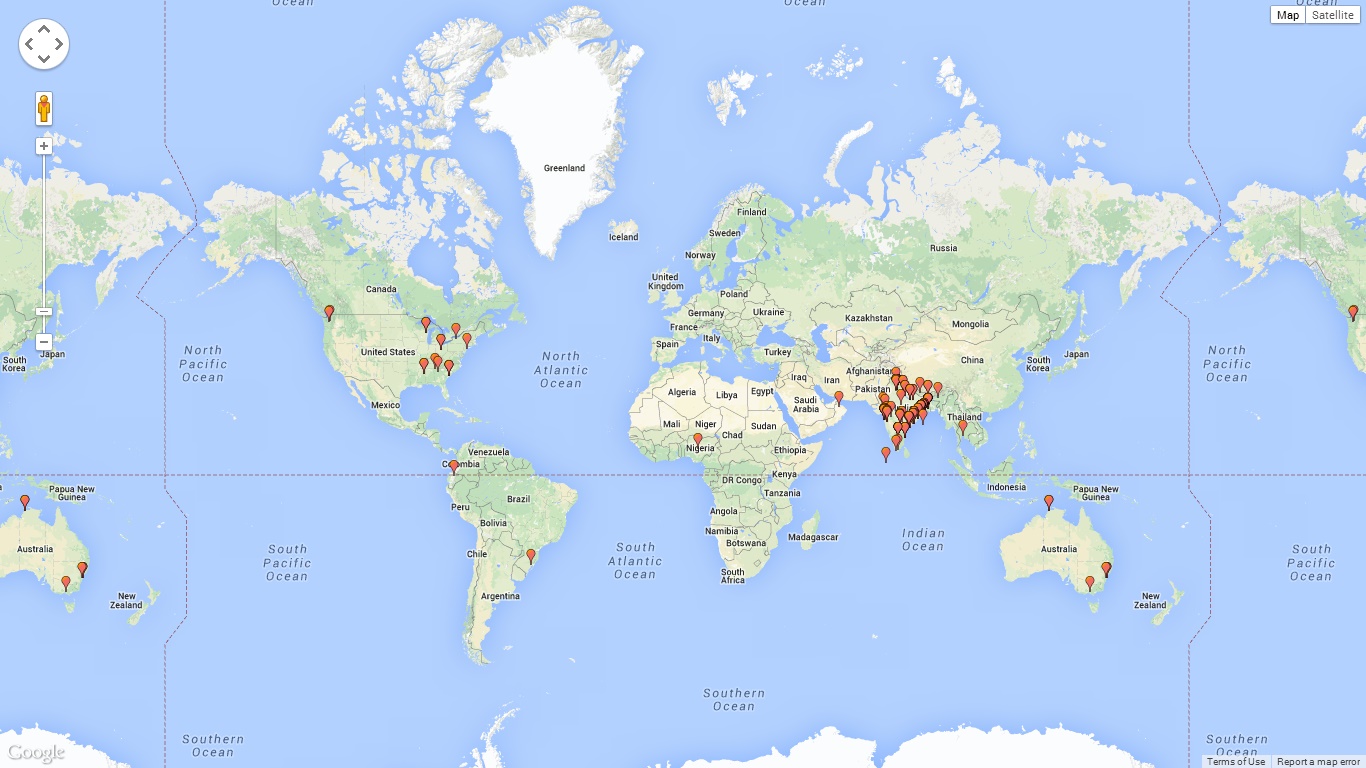 Ocean
Ocean
Ocean
Map
Satellite
Greenland
Finland
Iceland
Sweden
Russia
Norway
United
Kingdom
Canada
Poland
Germany
Ukraine
Kazakhstan
Mongolia
France
Italy
Spain
Turkey
South
Korea
Japan
North
Pacific
Ocean
United States
North
Atlantic
Ocean
China
South
Korea
Japan
North
Pacific
Ocean
Afghanistan
Iraq
Iran
Pakistan
Algeria
Libya
Egypt
Saudi
Arabia
Mexico
Mali
Niger
Chad
Sudan
Thailand
Nigeria
Ethiopia
Venezuela
Colombia
Kenya
DR Congo
Tanzania
Indonesia
Papua New
Guinea
Papua New
Guinea
Brazil
Peru
Angola
Bolivia
Namibia
Botswana
Madagascar
Indian
Ocean
Australia
Australia
South
Pacific
Ocean
Chile
South
Atlantic
Ocean
South
Africa
South
Pacific
Ocean
Argentina
New
Zealand
New
Zealand
Southern
Ocean
Southern
Ocean
Southern
Ocean
Google
Terms of Use
Report a map error